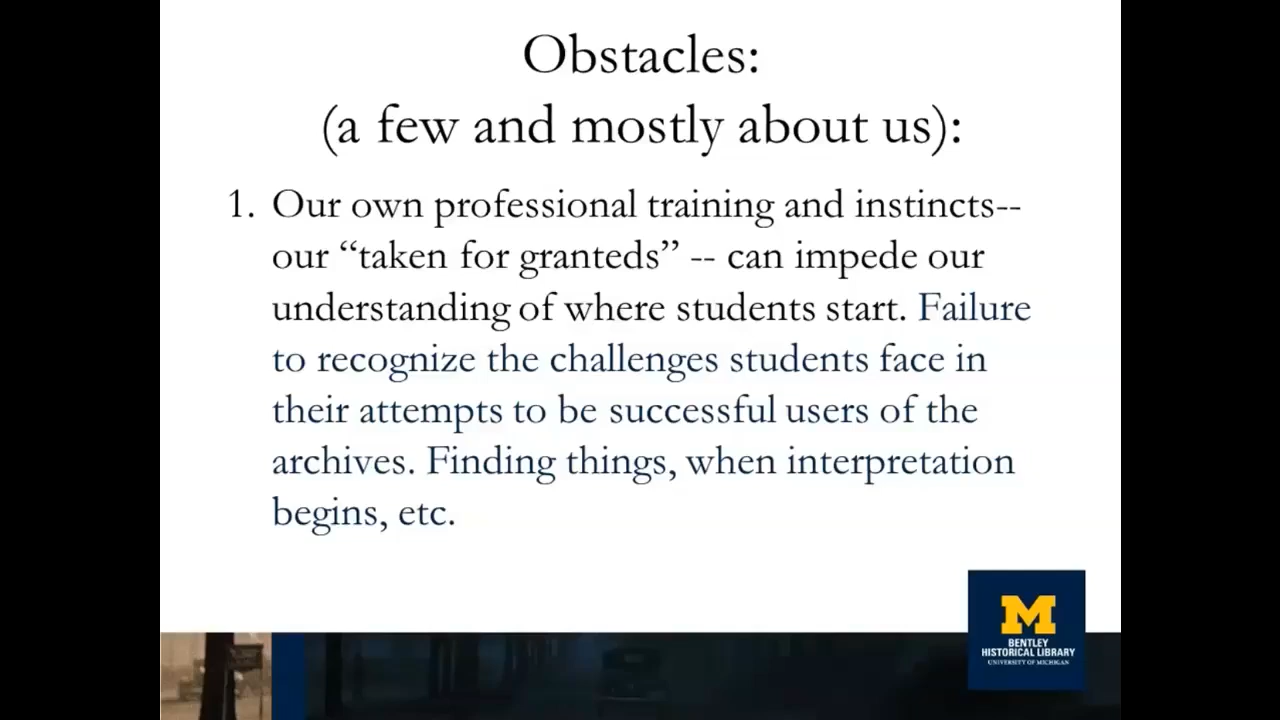 Obstacles:
(a few and mostly about us):
1. Our own professional training and instincts--
our “taken for granteds” -- can impede our
understanding of where students start. Failure
to recognize the challenges students face in
their attempts to be successful users of the
archives. Finding things, when interpretation
begins, etc.
M
BENTLEY
HISTORICAL LIBRARY
UNIVERSITY OF MICHIGAN